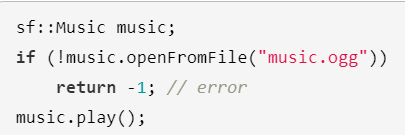 sf::Music music;
if (!music.openFromFile("music.ogg"))
    return -1; // error
music.play();